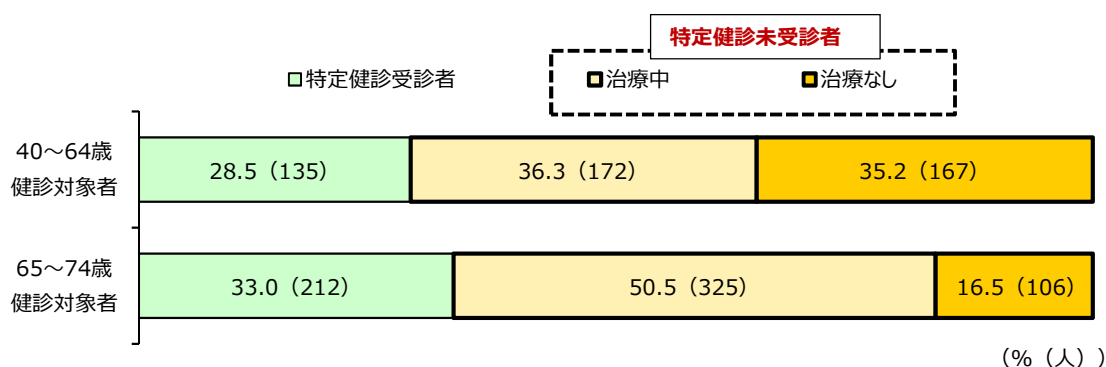 特定健診未受診者
特定健診受診者
治療中
治療なし
40～64歳
健診対象者
28.5（135）
36.3（172）
35.2（167）
65～74歳
健診対象者
33.0（212）
50.5（325）
16.5（106）
（%（人））